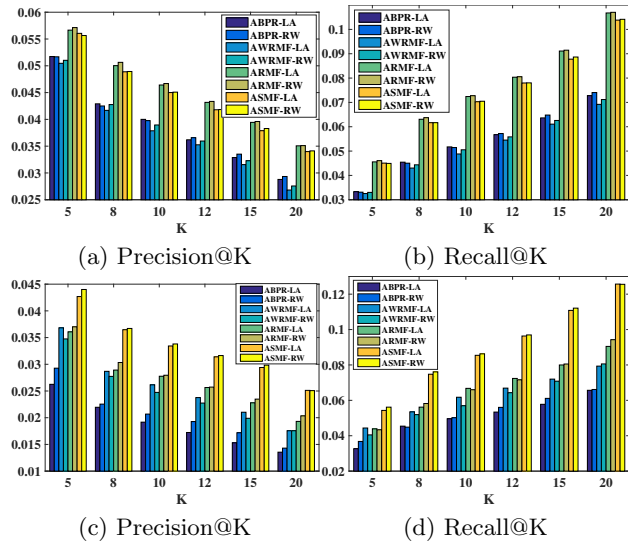 0.06
0.055
0.05
0.045
0.04
0.035
0.03
0.025
5 8 10 12 15 20
K
ABPR-LA
ABPR-RW
AWRMF-LA
AWRMF-RW
ARMF-LA
ARMF-RW
ASMF-LA
ASMF-RW
(a) Precision@K
0.1
0.09
0.08
0.07
0.06
0.05
0.04
0.03
5 8 10 12 15 20
K
ABPR-LA
ABPR-RW
AWRMF-LA
AWRMF-RW
ARMF-LA
ARMF-RW
ASMF-LA
ASMF-RW
(b) Recall@K
0.045
0.04
0.035
0.03
0.025
0.02
0.015
0.01
5 8 10 12 15 20
K
ABPR-LA
ABPR-RW
AWRMF-LA
AWRMF-RW
ARMF-LA
ARMF-RW
ASMF-LA
ASMF-RW
(c) Precision@K
0.12
0.1
0.08
0.06
0.04
0.02
5 8 10 12 15 20
K
ABPR-LA
ABPR-RW
AWRMF-LA
AWRMF-RW
ARMF-LA
ARMF-RW
ASMF-LA
ASMF-RW
(d) Recall@K